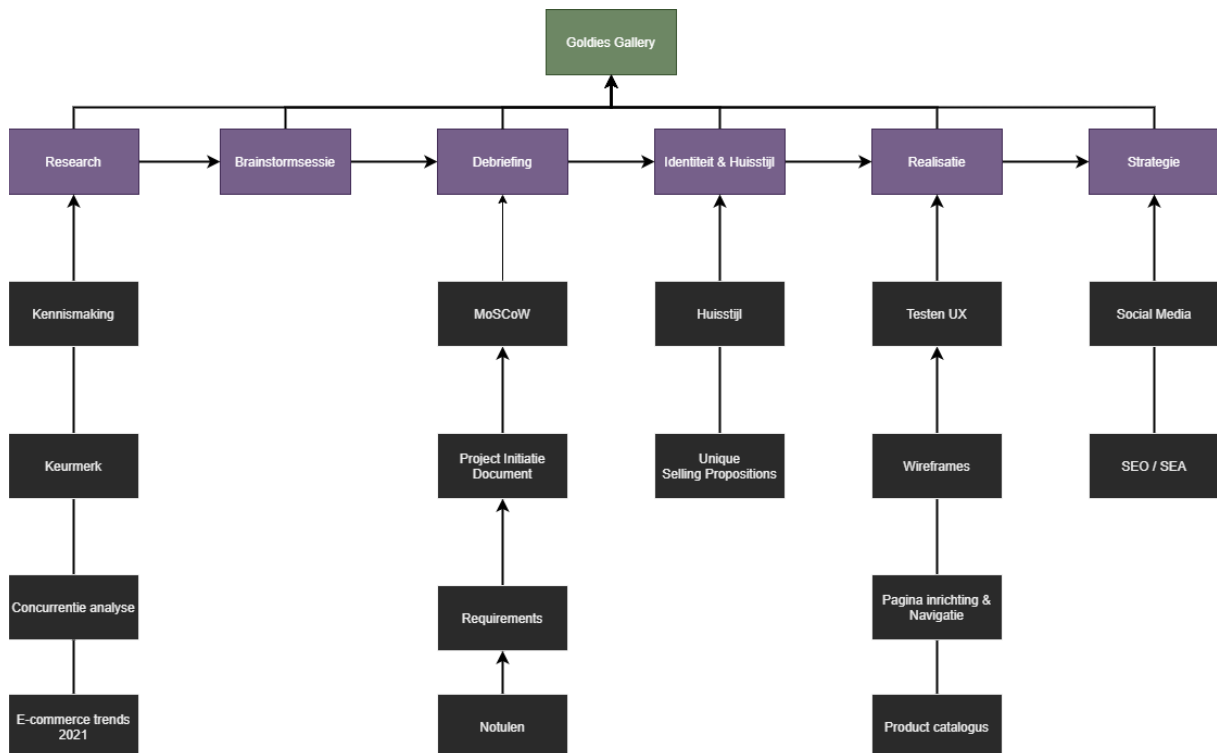 Goldies Gallery
Research
Brainstormsessie
Debriefing
Identiteit & Huisstijl
Realisatie
Strategie
Kennismaking
MoSCoW
Huisstijl
Testen UX
Social Media
Keurmerk
Project Initiatie
Document
Unique
Selling Propositions
Wireframes
SEO / SEA
Concurrentie analyse
Requirements
Pagina inrichting &
Navigatie
E-commerce trends
2021
Notulen
Product catalogus